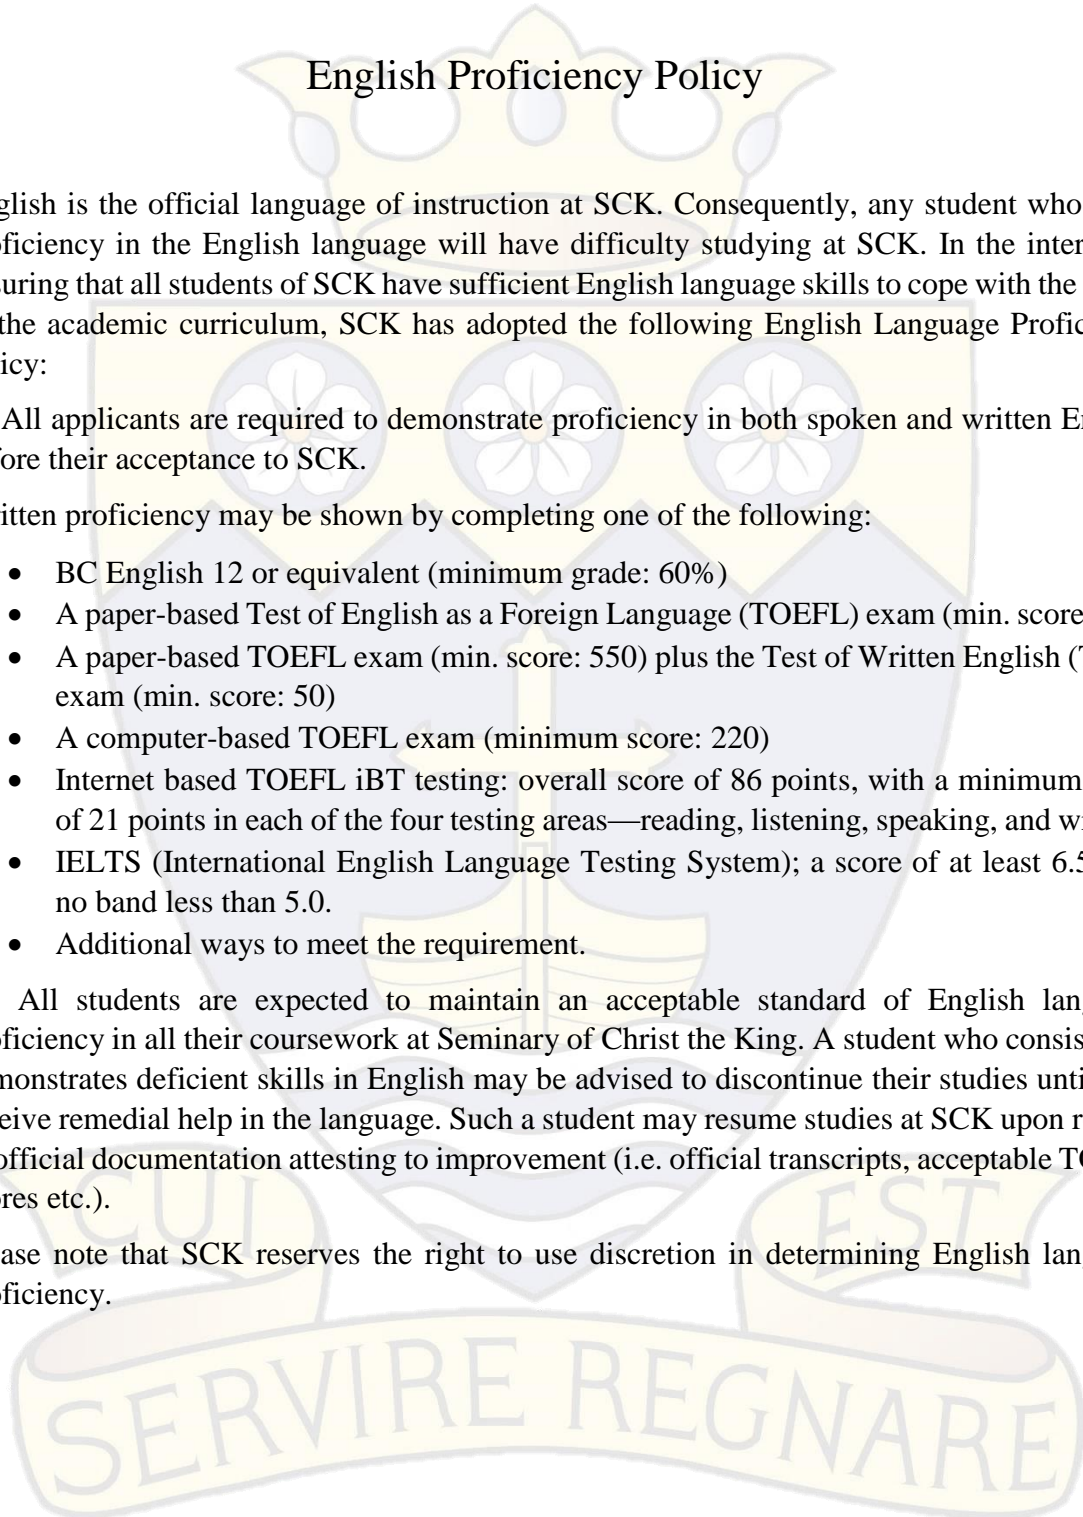 English Proficiency Policy
glish is the official language of instruction at SCK. Consequently, any student who
ficiency in the English language will have difficulty studying at SCK. In the inter
suring that all students of SCK have sufficient English language skills to cope with the
the academic curriculum, SCK has adopted the following English Language Profic
icy:
All applicants are required to demonstrate proficiency in both spoken and written En
fore their acceptance to SCK.
itten proficiency may be shown by completing one of the following:
• BC English 12 or equivalent (minimum grade: 60%)
• A paper-based Test of English as a Foreign Language (TOEFL) exam (min. score
• A paper-based TOEFL exam (min. score: 550) plus the Test of Written English (T
exam (min. score: 50)
• A computer-based TOEFL exam (minimum score: 220)
• Internet based TOEFL iBT testing: overall score of 86 points, with a minimum
of 21 points in each of the four testing areas—reading, listening, speaking, and wi
• IELTS (International English Language Testing System); a score of at least 6.5
no band less than 5.0.
• Additional ways to meet the requirement.
All students are expected to maintain an acceptable standard of English lang
ficiency in all their coursework at Seminary of Christ the King. A student who consis
monstrates deficient skills in English may be advised to discontinue their studies until
eive remedial help in the language. Such a student may resume studies at SCK upon r
official documentation attesting to improvement (i.e. official transcripts, acceptable TO
ores etc.).
ase note that SCK reserves the right to use discretion in determining English lang
ficiency.
CUI
EST
SERVIRE REGNARE